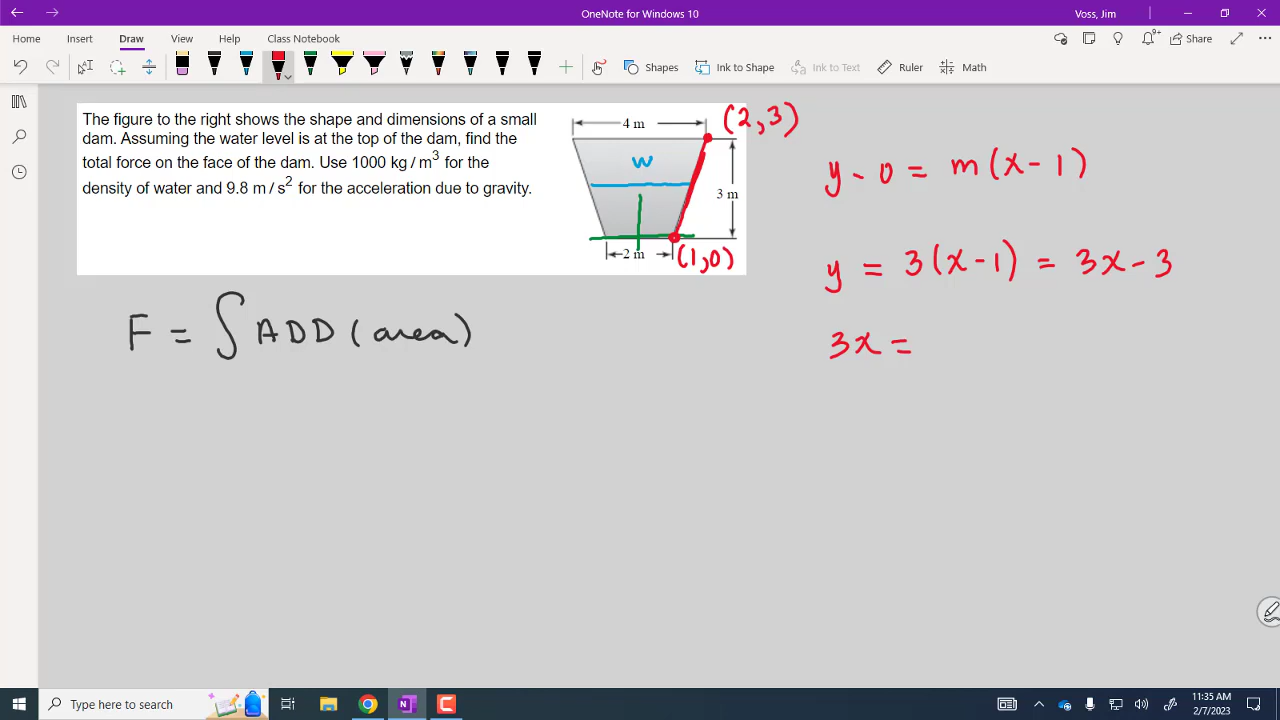 OneNote for Windows 10
Voss, Jim
Home Insert Draw View Help Class Notebook
Share
Shapes Ink to Shape Ink to Text Ruler Math
The figure to the right shows the shape and dimensions of a small
dam. Assuming the water level is at the top of the dam, find the
total force on the face of the dam. Use 1000 kg / m³ for the
density of water and 9.8 m / s² for the acceleration due to gravity.
4 m
(2,3)
w
3 m
2 m
(1,0)
y - 0 = m(x - 1)
y = 3(x - 1) = 3x - 3
3x =
F = ∫ ADD (area)
Type here to search
N
C
11:35 AM
2/7/2023